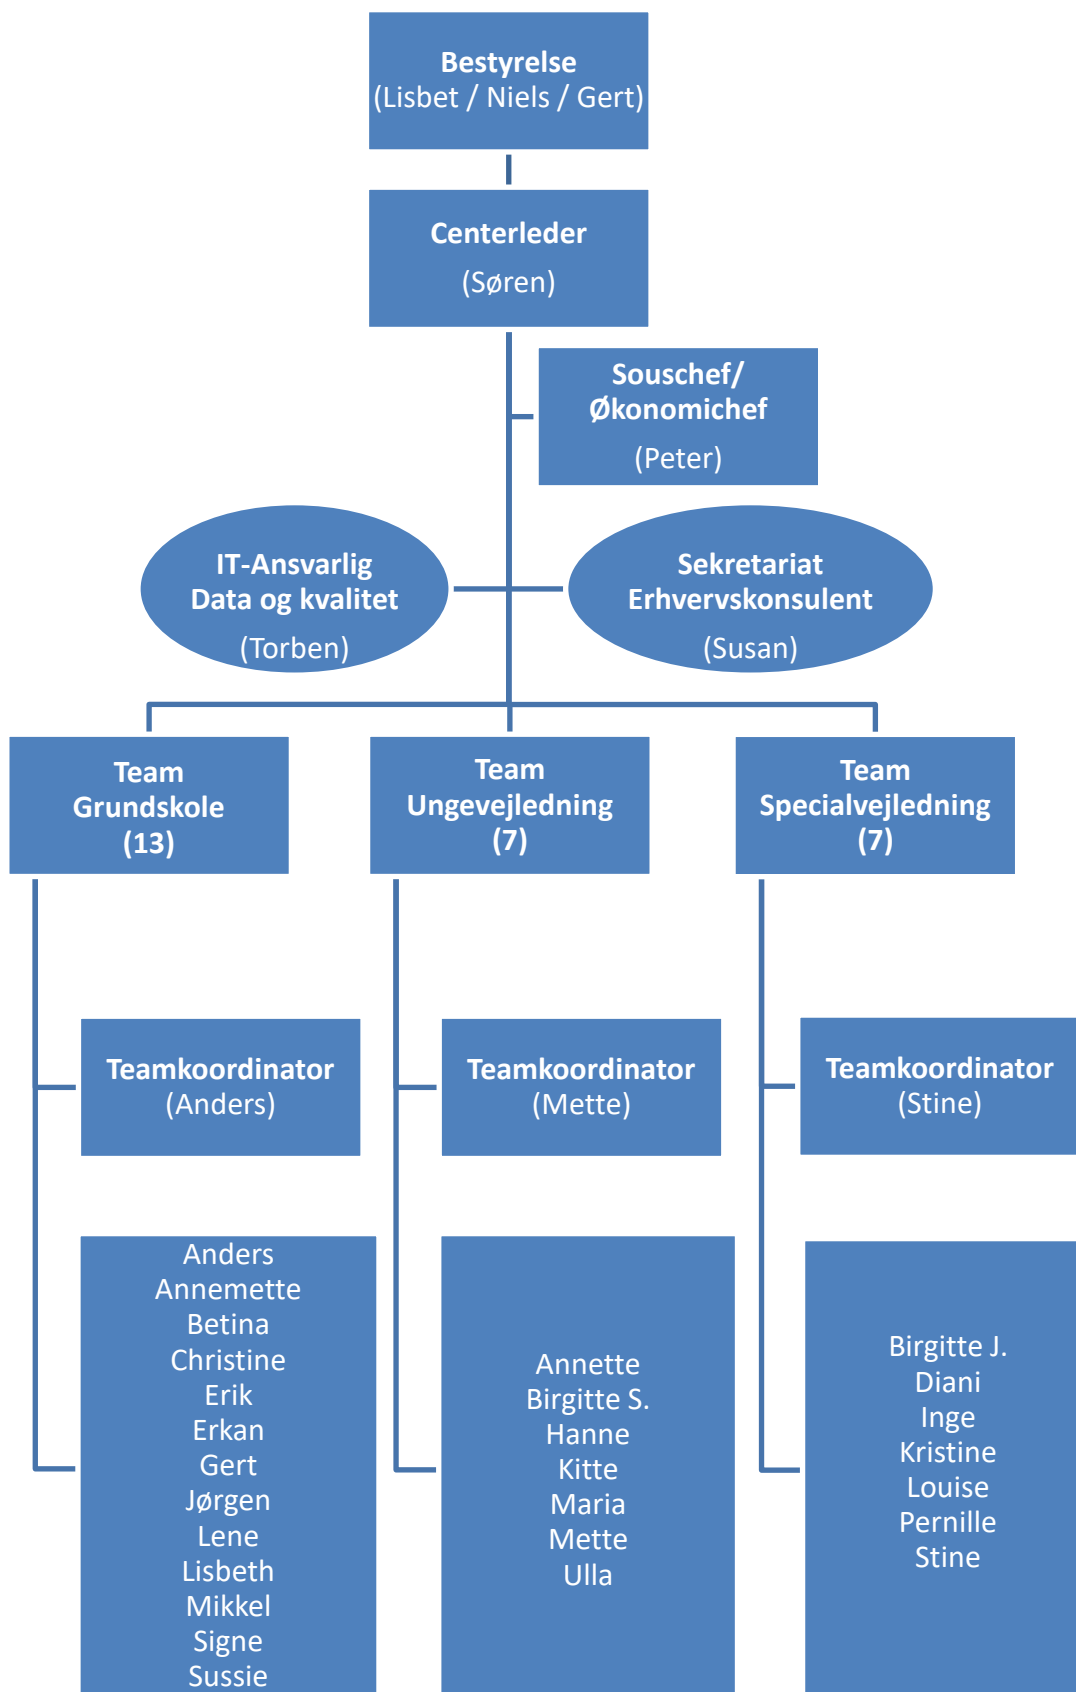 Bestyrelse
(Lisbet / Niels / Gert)
Centerleder
(Søren)
Souschef/
Økonomichef
(Peter)
IT-Ansvarlig
Data og kvalitet
(Torben)
Sekretariat
Erhvervskonsulent
(Susan)
Team
Grundskole
(13)
Team
Ungevejledning
(7)
Team
Specialvejledning
(7)
Teamkoordinator
(Anders)
Teamkoordinator
(Mette)
Teamkoordinator
(Stine)
Anders
Annemette
Betina
Christine
Erik
Erkan
Gert
Jørgen
Lene
Lisbeth
Mikkel
Signe
Sussie
Annette
Birgitte S.
Hanne
Kitte
Maria
Mette
Ulla
Birgitte J.
Diani
Inge
Kristine
Louise
Pernille
Stine